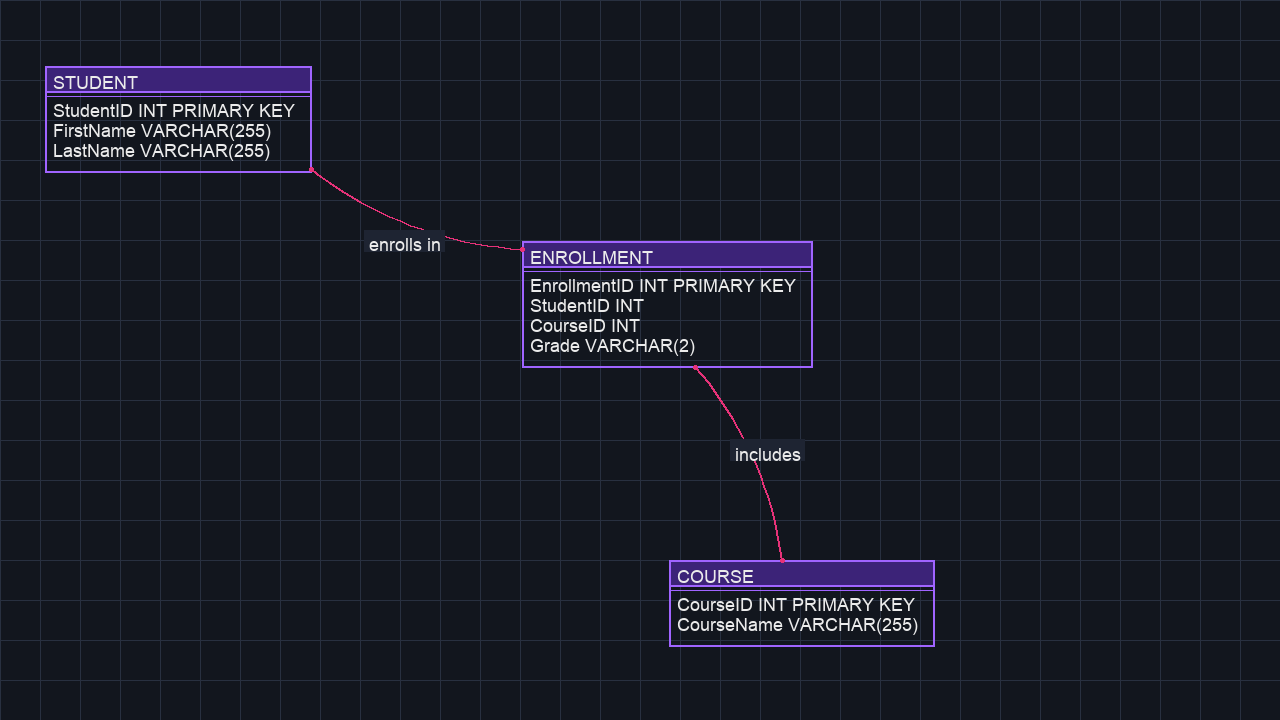 STUDENT
StudentID INT PRIMARY KEY
FirstName VARCHAR(255)
LastName VARCHAR(255)
enrolls in
ENROLLMENT
EnrollmentID INT PRIMARY KEY
StudentID INT
CourseID INT
Grade VARCHAR(2)
includes
COURSE
CourseID INT PRIMARY KEY
CourseName VARCHAR(255)